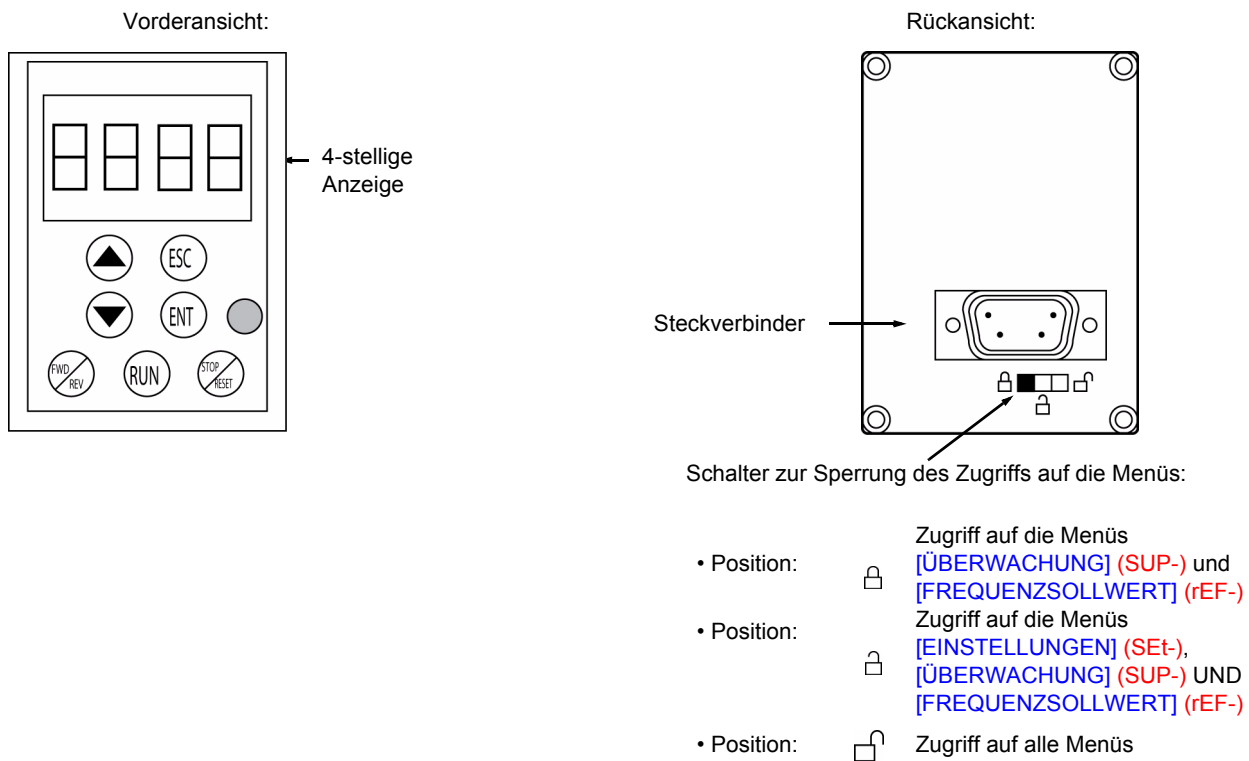 Vorderansicht:
Rückansicht:
4-stellige
Anzeige
ESC
ENT
FWD
REV
RUN
STOP
RESET
Steckverbinder
Schalter zur Sperrung des Zugriffs auf die Menüs:
• Position:
Zugriff auf die Menüs
[ÜBERWACHUNG] (SUP-) und
[FREQUENZSOLLWERT] (rEF-)
• Position:
Zugriff auf die Menüs
[EINSTELLUNGEN] (SEt-),
[ÜBERWACHUNG] (SUP-) UND
[FREQUENZSOLLWERT] (rEF-)
• Position:
Zugriff auf alle Menüs